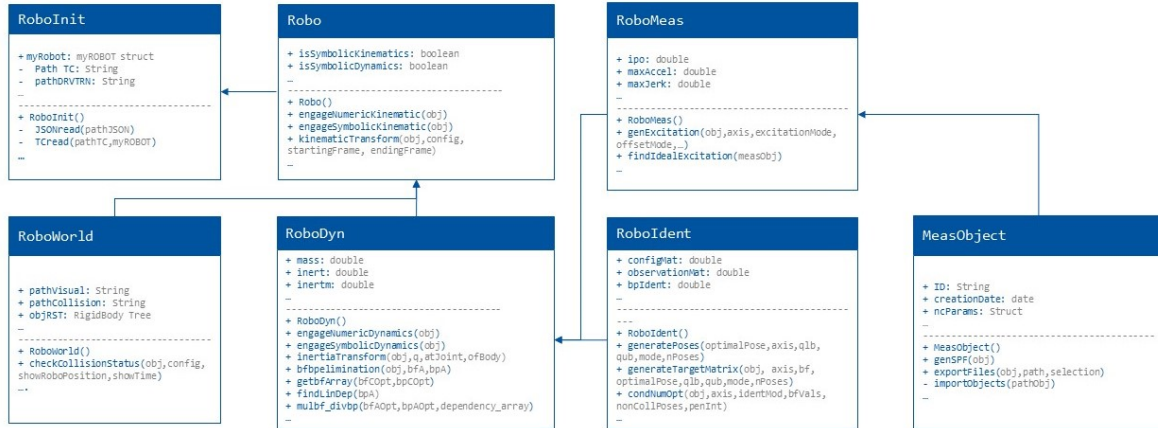 RoboInit
+ myRobot: myROBOT struct
- Path TC: String
- pathDRVTRN: String
…
--------------------------------
+ RoboInit()
- JSONread(pathJSON)
- TCread(pathTC,myROBOT)
…
Robo
+ isSymbolicKinematics: boolean
+ isSymbolicDynamics: boolean
…
-----------------------------------
+ Robo()
+ engageNumericKinematic(obj)
+ engageSymbolicKinematic(obj)
+ kinematicTransform(obj,config,
startingFrame, endingFrame)
…
RoboMeas
+ ipo: double
+ maxAccel: double
+ maxJerk: double
…
--------------------------------------
+ RoboMeas()
+ genExcitation(obj,axis,excitationMode,
offsetMode,…)
+ findIdealExcitation(measObj)
…
RoboWorld
+ pathVisual: String
+ pathCollision: String
+ objRST: RigidBody Tree
…
--------------------------------
+ RoboWorld()
+ checkCollisionStatus(obj,config,
showRoboPosition,showTime)
….
RoboDyn
+ mass: double
+ inert: double
+ inertm: double
…
-----------------------------------
+ RoboDyn()
+ engageNumericDynamics(obj)
+ engageSymbolicDynamics(obj)
+ inertiaTransform(obj,q,atJoint,ofBody)
+ bfbpelimination(obj,bfA,bpA)
+ getbfArray(bfCOpt,bpCOpt)
+ findLinDep(bpA)
+ mulbf_divbp(bfAOpt,bpAOpt,dependency_array)
…
RoboIdent
+ configMat: double
+ observationMat: double
+ bpIdent: double
…
--------------------------------------
---
+ RoboIdent()
+ generatePoses(optimalPose,axis,qlb,
qub,mode,nPoses)
+ generateTargetMatrix(obj, axis,bf,
optimalPose,qlb,qub,mode,nPoses)
+ condNumOpt(obj,axis,identMod,bfVals,
nonCollPoses,penInt)
…
MeasObject
+ ID: String
+ creationDate: date
+ ncParams: Struct
…
---------------------------------
+ MeasObject()
+ genSPF(obj)
+ exportFiles(obj,path,selection)
- importObjects(pathObj)
…